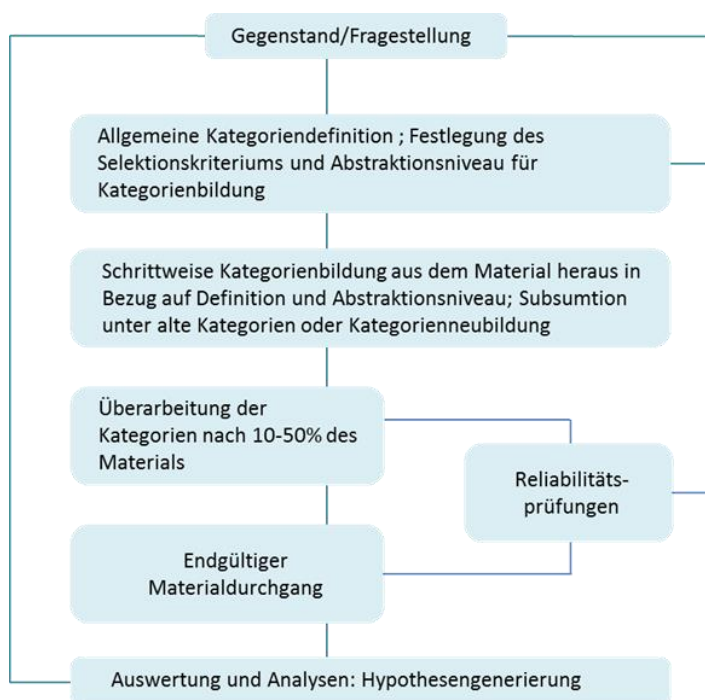 Gegenstand/Fragestellung
Allgemeine Kategoriendefinition ; Festlegung des
Selektionskriteriums und Abstraktionsniveau für
Kategorienbildung
Schrittweise Kategorienbildung aus dem Material heraus in
Bezug auf Definition und Abstraktionsniveau; Subsumtion
unter alte Kategorien oder Kategorienneubildung
Überarbeitung der
Kategorien nach 10-50% des
Materials
Reliabilitäts-
prüfungen
Endgültiger
Materialdurchgang
Auswertung und Analysen: Hypothesengenerierung